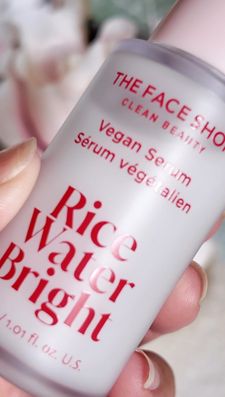 THE FACE SHO
CLEAN BEAUTY
Vegan Serum
Sérum végétalien
Rice
Water
Bright
/ 1.01 fl. oz. U.S.